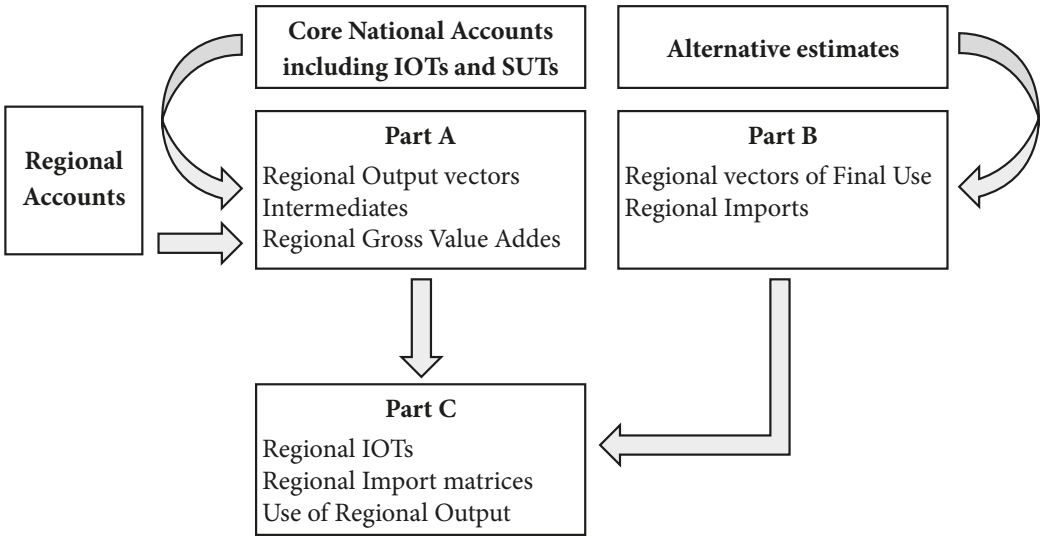 Core National Accounts
including IOTs and SUTs
Alternative estimates
Regional
Accounts
Part A
Regional Output vectors
Intermediates
Regional Gross Value Addes
Part B
Regional vectors of Final Use
Regional Imports
Part C
Regional IOTs
Regional Import matrices
Use of Regional Output